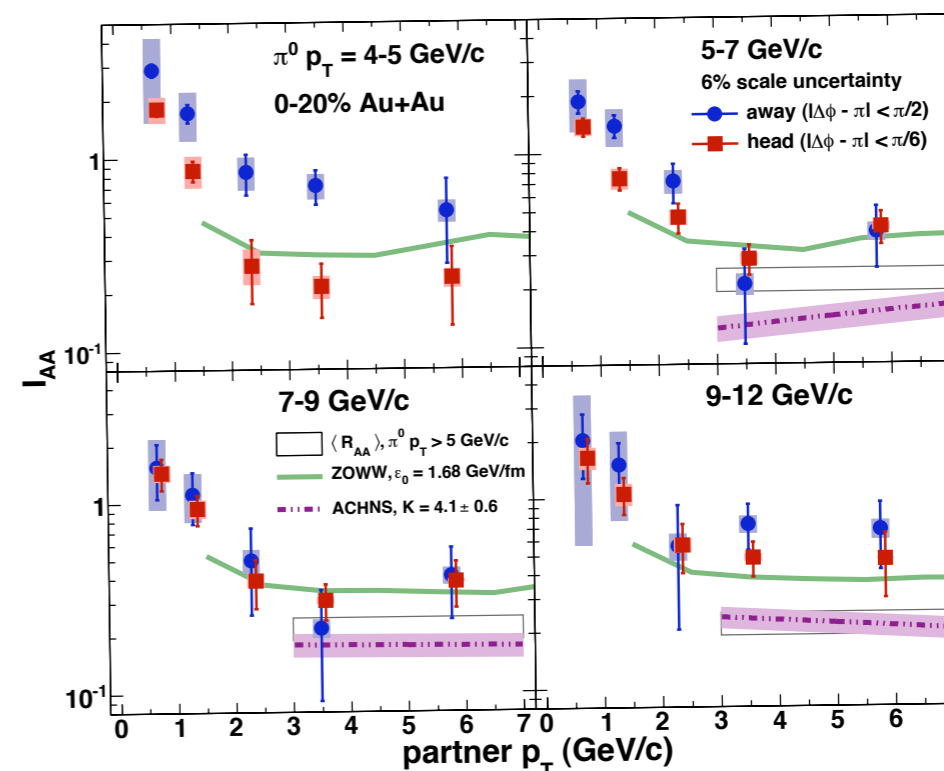 π⁰ p_T = 4-5 GeV/c
0-20% Au+Au
5-7 GeV/c
6% scale uncertainty
away (|Δϕ - π| < π/2)
head (|Δϕ - π| < π/6)
1
10⁻¹
I_AA
7-9 GeV/c
⟨ R_AA ⟩, π⁰ p_T > 5 GeV/c
ZOWW, ε₀ = 1.68 GeV/fm
ACHNS, K = 4.1 ± 0.6
9-12 GeV/c
1
10⁻¹
0 1 2 3 4 5 6 7
0 1 2 3 4 5 6
partner p_T (GeV/c)